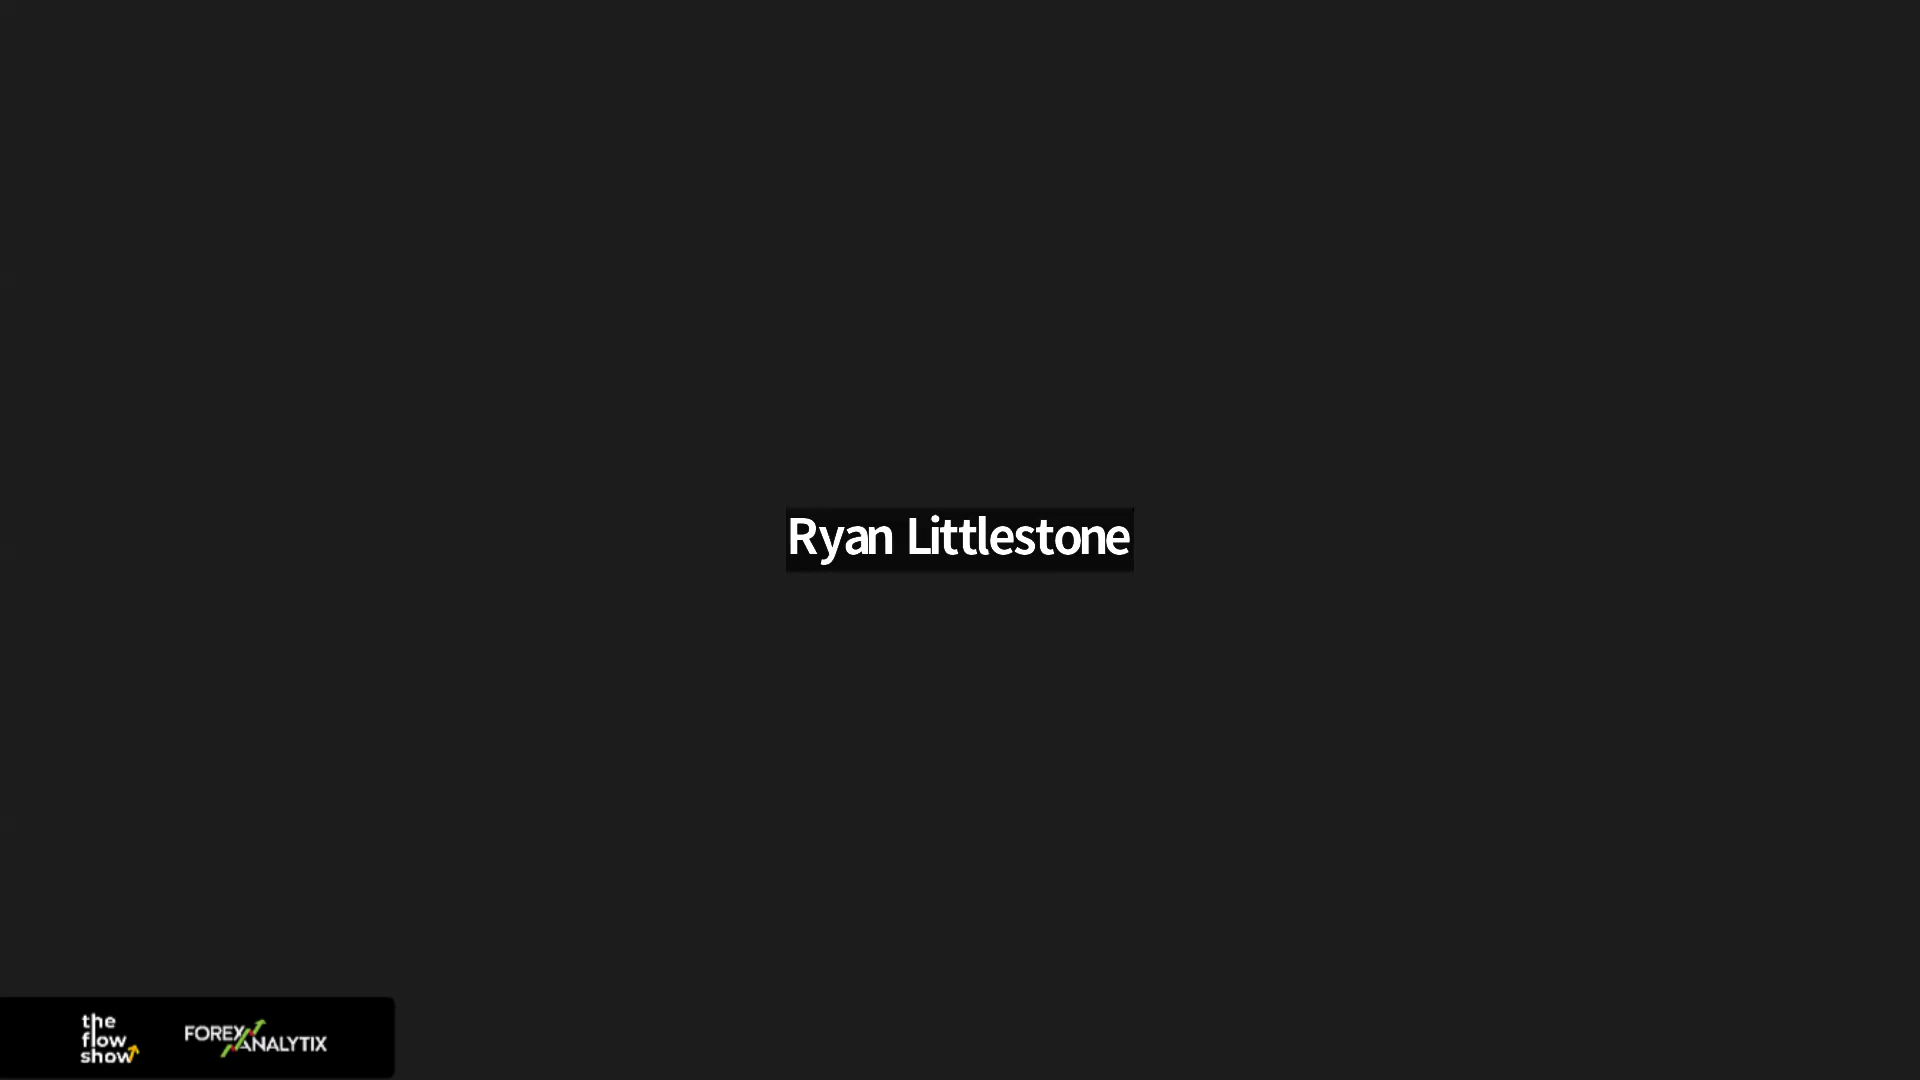 Ryan Littlestone
the
flow
show
FOREX
ANALYTIX